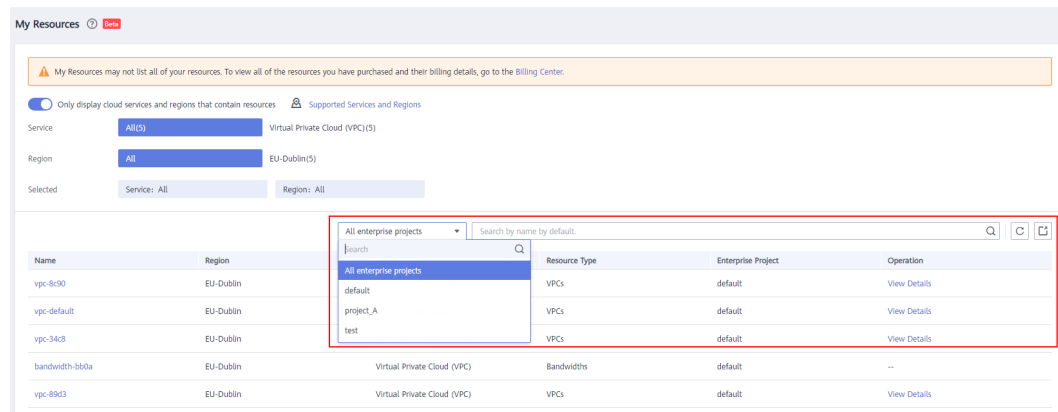 My Resources ? Beta
My Resources may not list all of your resources. To view all of the resources you have purchased and their billing details, go to the Billing Center.
Only display cloud services and regions that contain resources Supported Services and Regions
Service All(5) Virtual Private Cloud (VPC)(5)
Region All EU-Dublin(5)
Selected Service: All Region: All
All enterprise projects Search by name by default.
Search
Name Region Resource Type Enterprise Project Operation
All enterprise projects
vpc-8c90 EU-Dublin VPCs default View Details
default
vpc-default EU-Dublin project_A VPCs default View Details
test
vpc-34c8 EU-Dublin VPCs default View Details
bandwidth-bb0a EU-Dublin Virtual Private Cloud (VPC) Bandwidths default --
vpc-89d3 EU-Dublin Virtual Private Cloud (VPC) VPCs default View Details